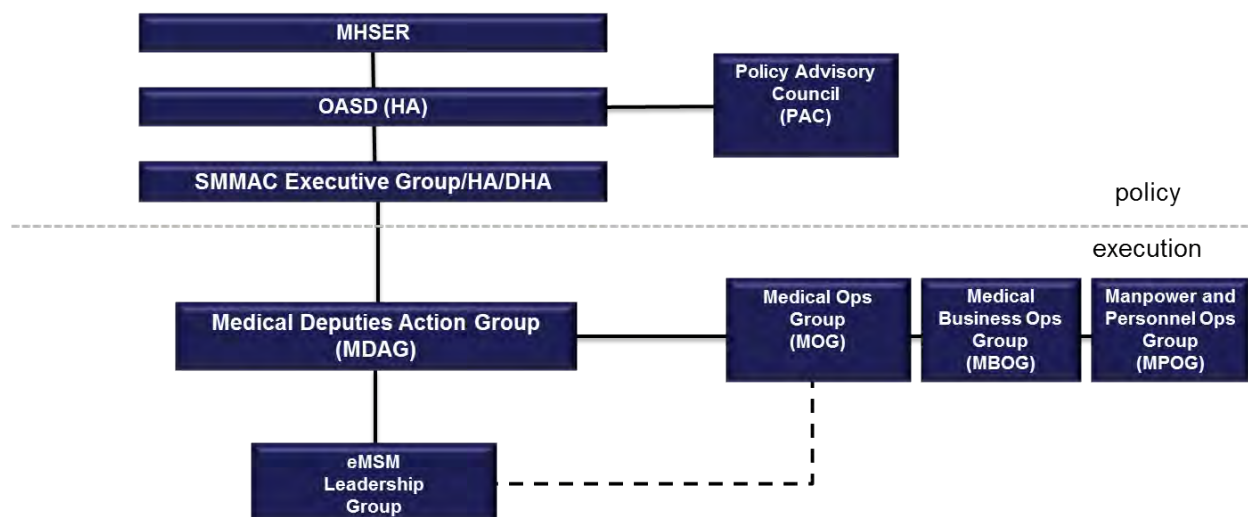 MHSER
OASD (HA)
Policy Advisory
Council
(PAC)
SMMAC Executive Group/HA/DHA
policy
execution
Medical Deputies Action Group
(MDAG)
Medical Ops
Group
(MOG)
Medical
Business Ops
Group
(MBOG)
Manpower and
Personnel Ops
Group
(MPOG)
eMSM
Leadership
Group